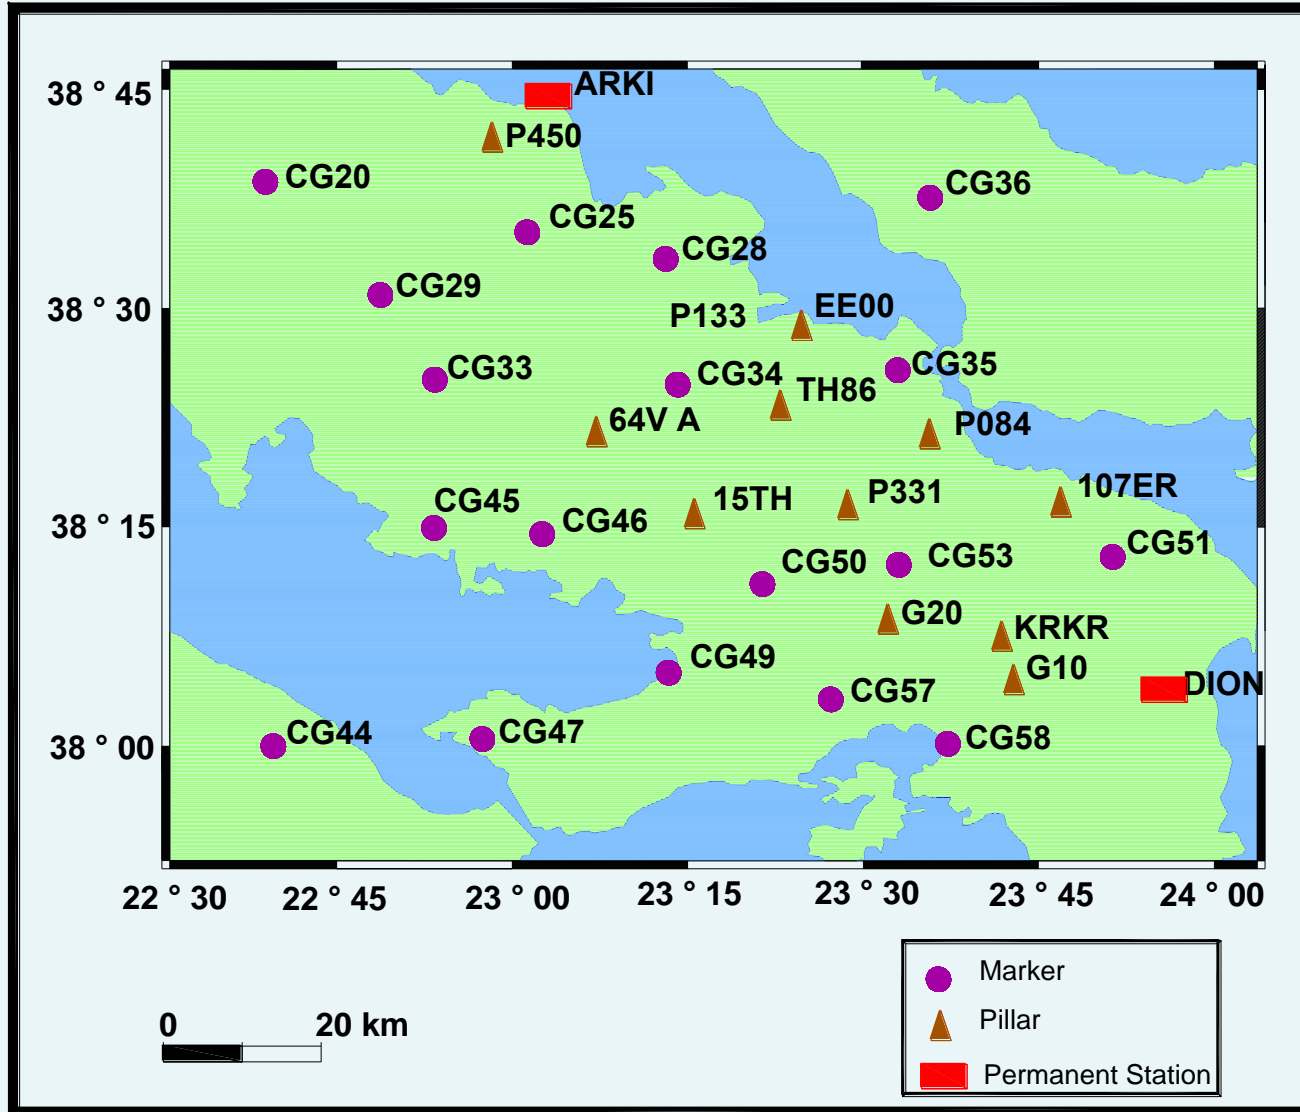 38 ° 45
ARKI
P450
CG20
CG36
CG25
CG28
CG29
38 ° 30
P133
EE00
CG33
CG34
CG35
TH86
64V A
P084
CG45
15TH
P331
107ER
38 ° 15
CG46
CG50
CG53
CG51
G20
KRKR
CG49
G10
CG57
DION
38 ° 00
CG44
CG47
CG58
22 ° 30
22 ° 45
23 ° 00
23 ° 15
23 ° 30
23 ° 45
24 ° 00
0
20 km
Marker
Pillar
Permanent Station